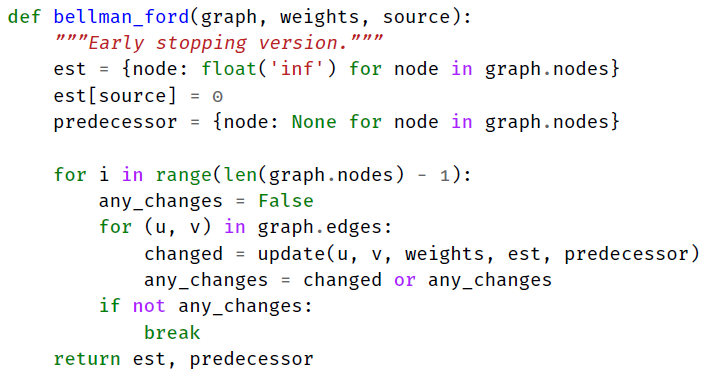 def bellman_ford(graph, weights, source):
    """Early stopping version."""
    est = {node: float('inf') for node in graph.nodes}
    est[source] = 0
    predecessor = {node: None for node in graph.nodes}

    for i in range(len(graph.nodes) - 1):
        any_changes = False
        for (u, v) in graph.edges:
            changed = update(u, v, weights, est, predecessor)
            any_changes = changed or any_changes
        if not any_changes:
            break
    return est, predecessor